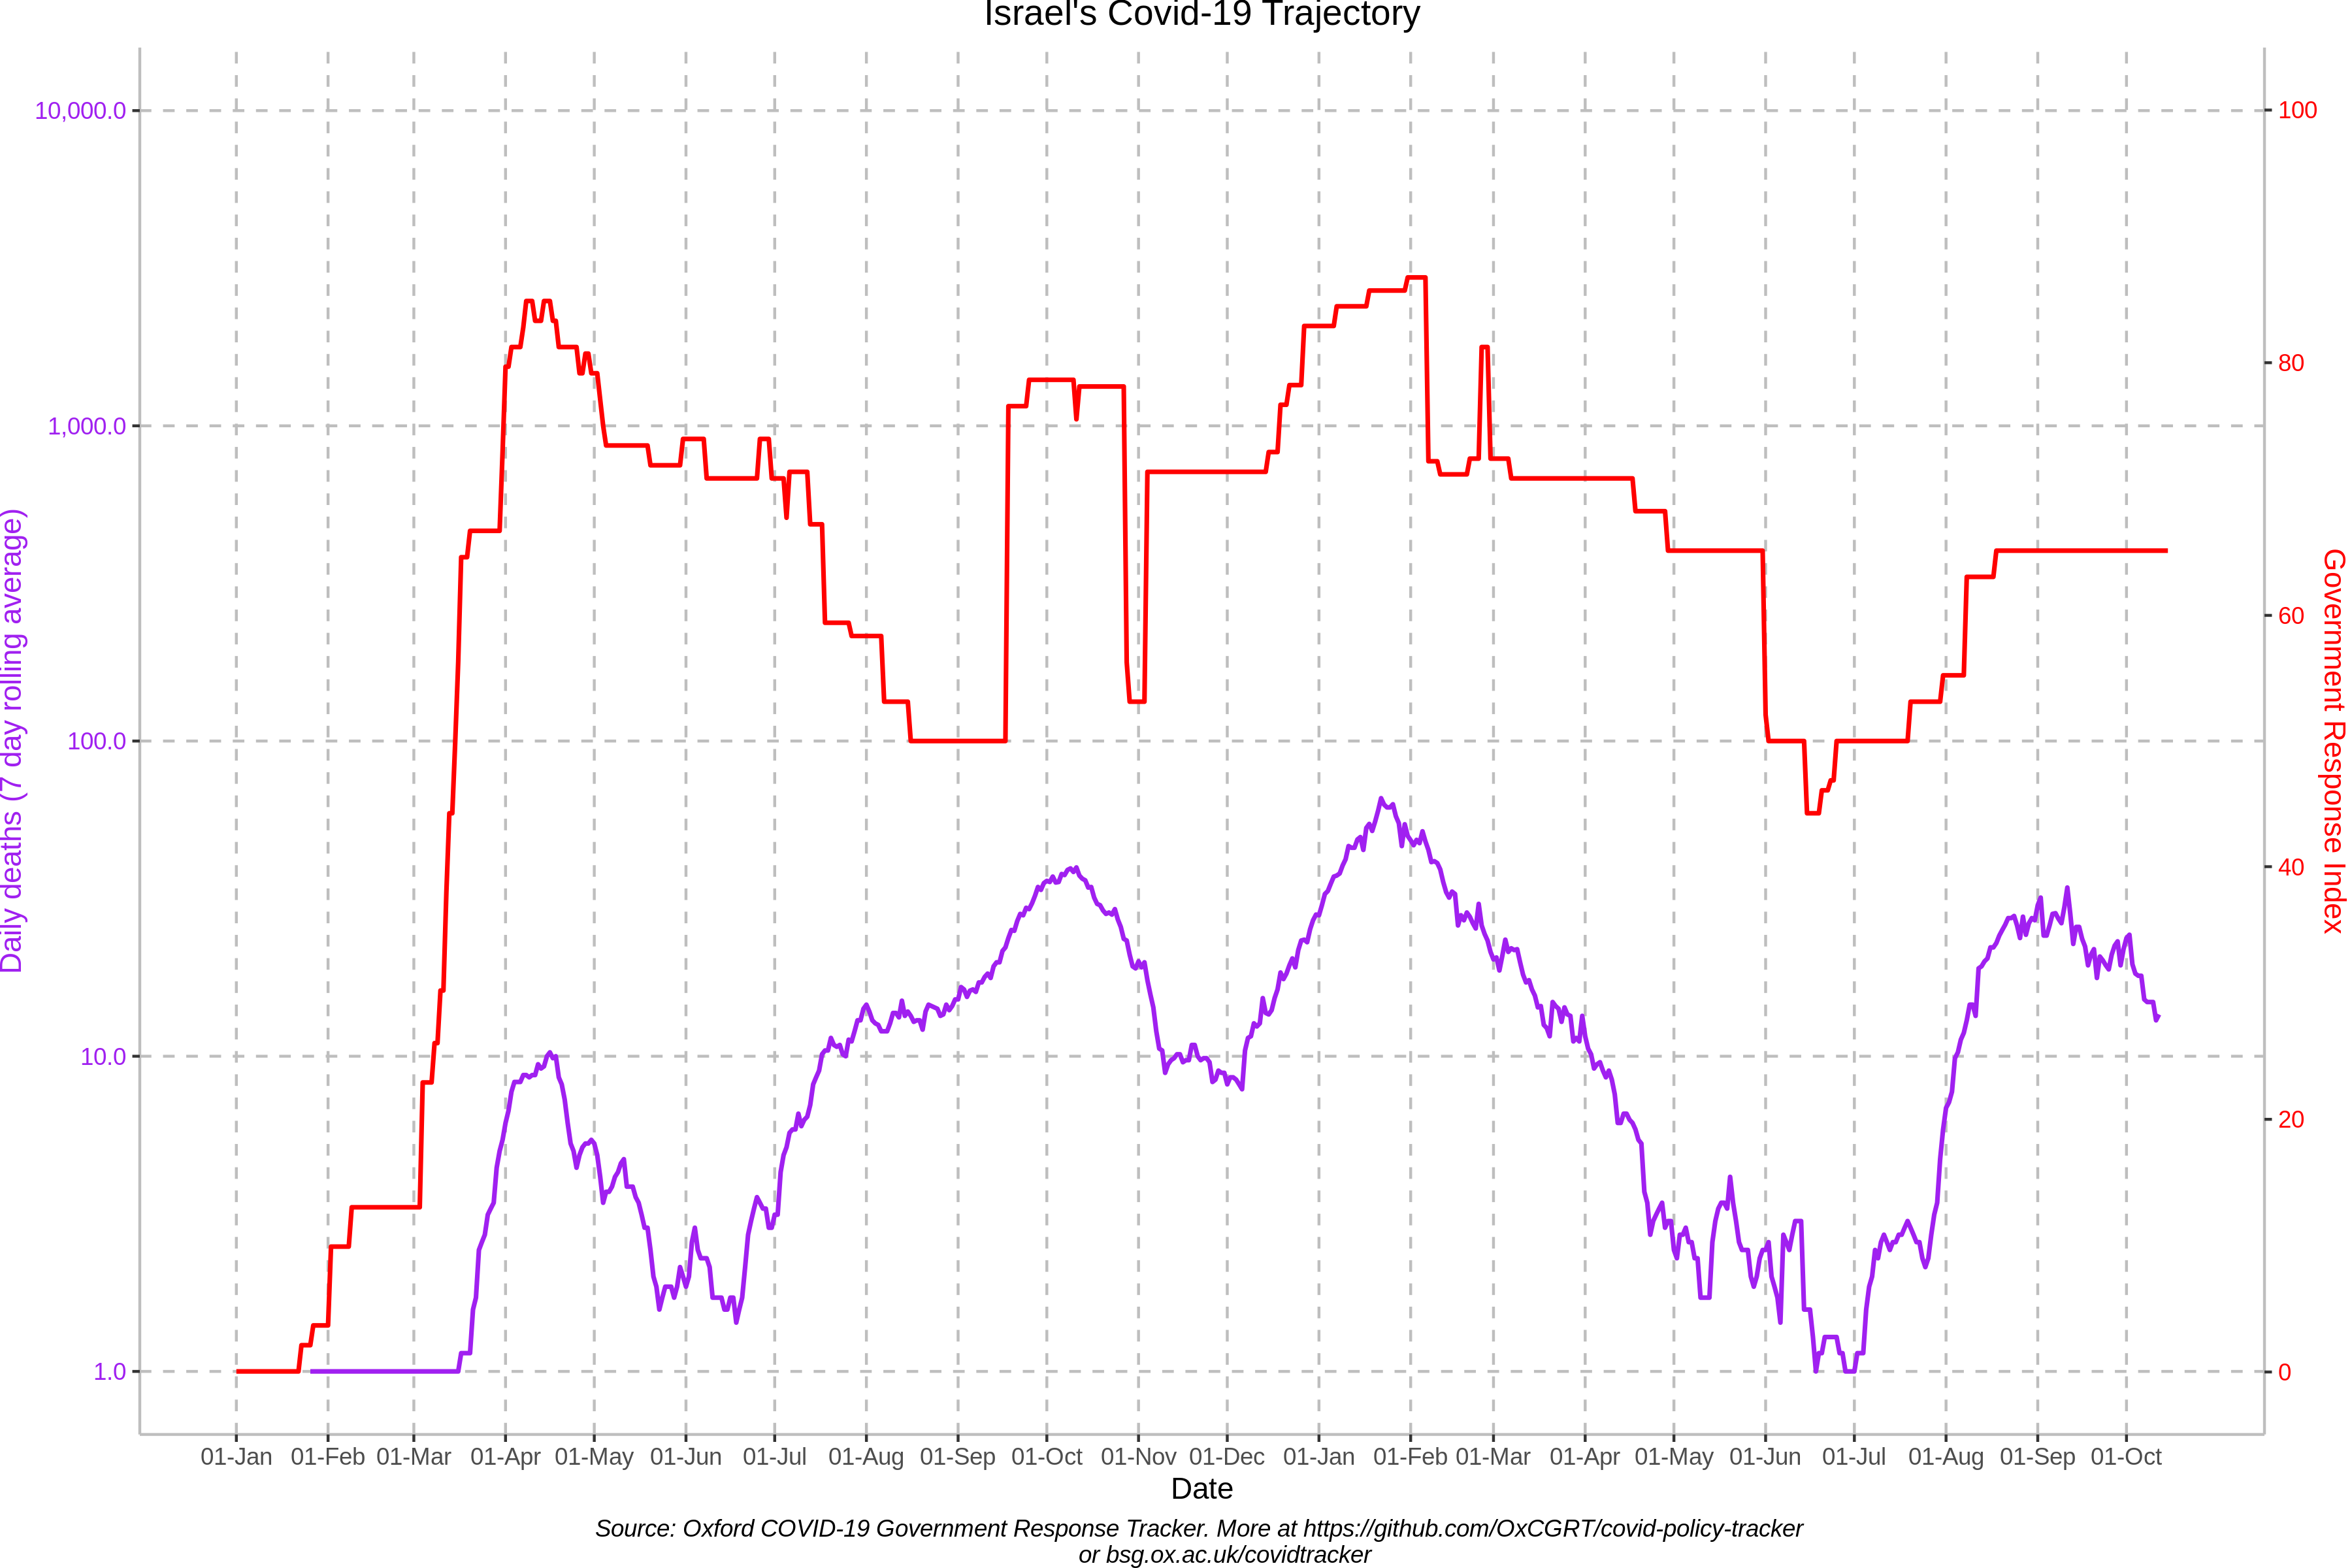 Israel's Covid-19 Trajectory
10,000.0
1,000.0
100.0
10.0
1.0
Daily deaths (7 day rolling average)
100
80
60
40
20
0
Government Response Index
01-Jan 01-Feb 01-Mar 01-Apr 01-May 01-Jun 01-Jul 01-Aug 01-Sep 01-Oct 01-Nov 01-Dec 01-Jan 01-Feb 01-Mar 01-Apr 01-May 01-Jun 01-Jul 01-Aug 01-Sep 01-Oct
Date
Source: Oxford COVID-19 Government Response Tracker. More at https://github.com/OxCGRT/covid-policy-tracker
or bsg.ox.ac.uk/covidtracker